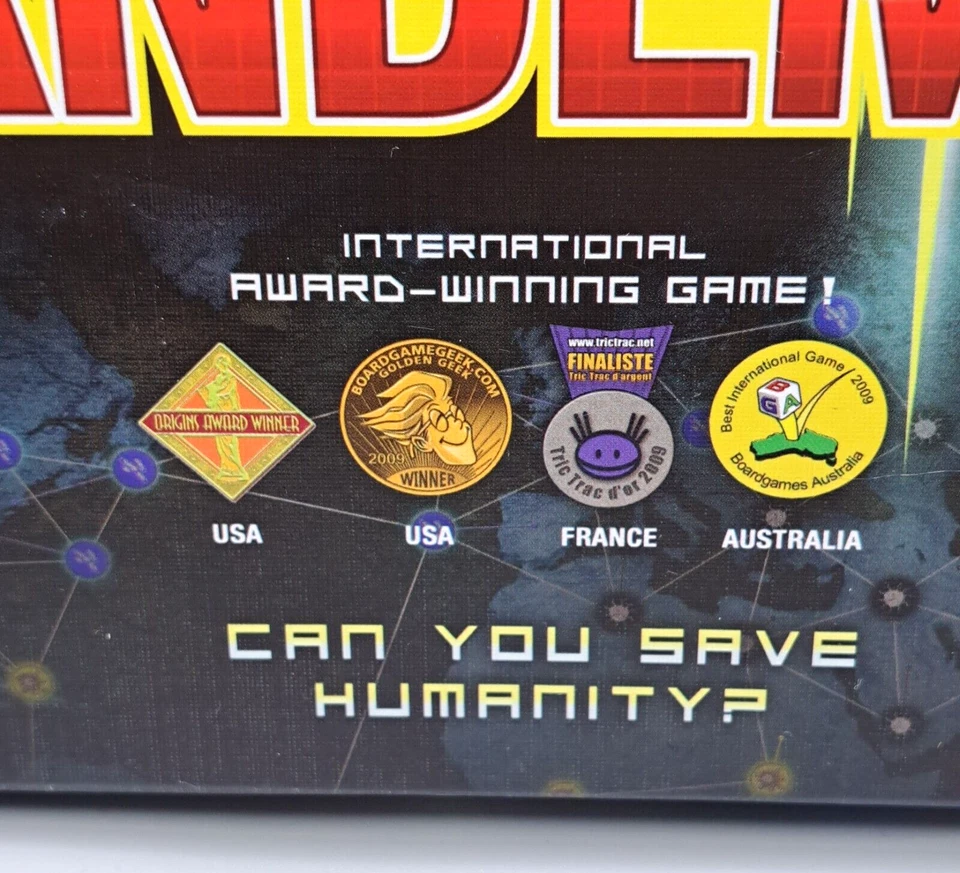 ANDEM
INTERNATIONAL
AWARD-WINNING GAME!
ORIGINS AWARD WINNER
BOARDGAMEGEEK.COM
GOLDEN GEEK
2009
WINNER
www.trictrac.net
FINALISTE
Tric Trac d'argent
Tric Trac d'or 2009
Best International Game 2009
BGA
Boardgames Australia
USA
USA
FRANCE
AUSTRALIA
CAN YOU SAVE
HUMANITY?